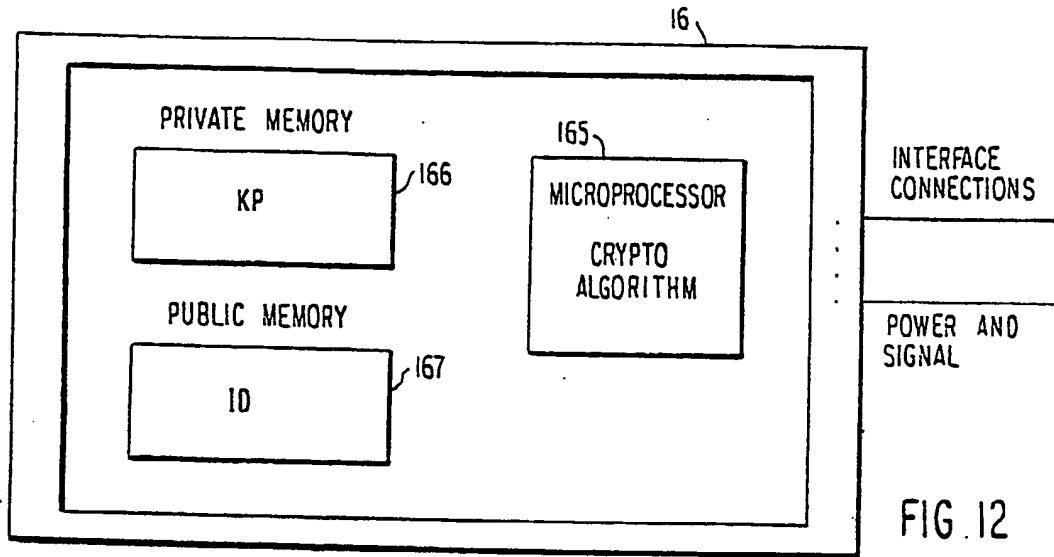 16
PRIVATE MEMORY
KP
166
165
MICROPROCESSOR
CRYPTO
ALGORITHM
INTERFACE
CONNECTIONS
PUBLIC MEMORY
ID
167
POWER AND
SIGNAL
FIG. 12